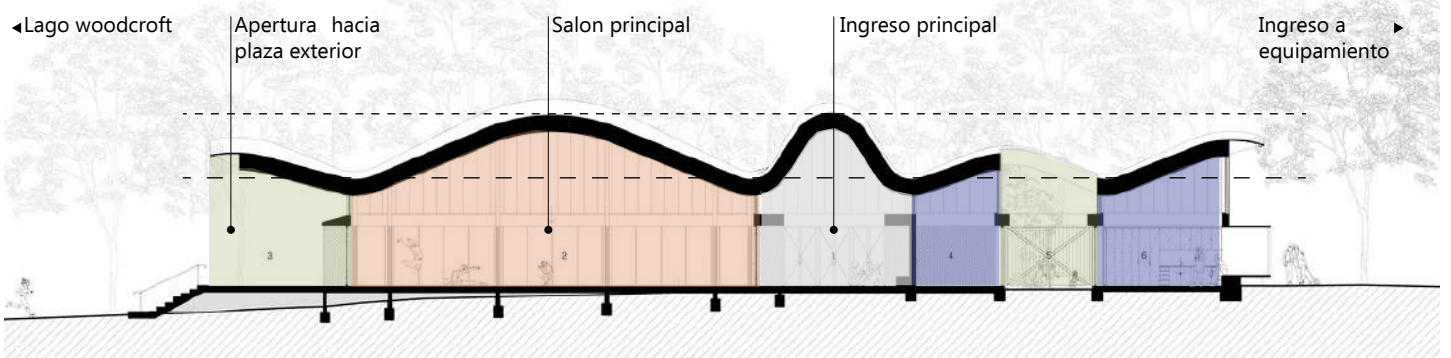 ◂Lago woodcroft
Apertura hacia
plaza exterior
Salon principal
Ingreso principal
Ingreso a ▸
equipamiento
3
2
1
4
5
6